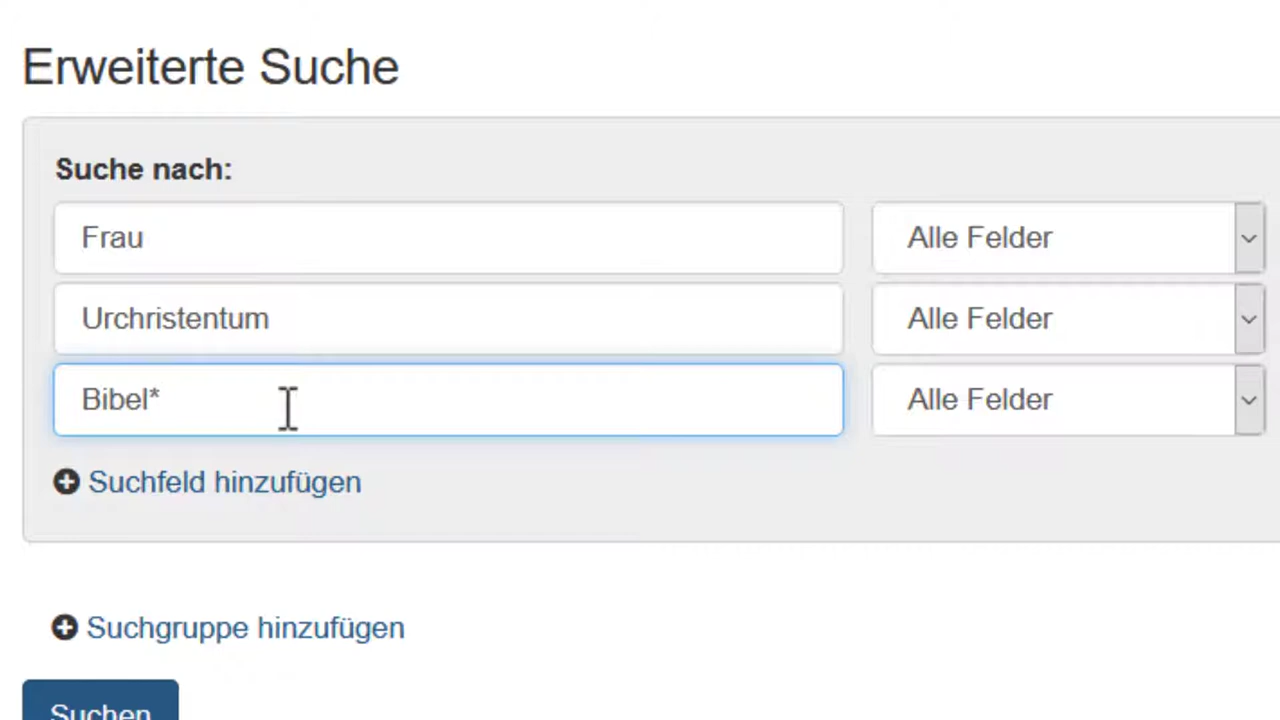 Erweiterte Suche
Suche nach:
Frau Alle Felder
Urchristentum Alle Felder
Bibel* Alle Felder
Suchfeld hinzufügen
Suchgruppe hinzufügen
Suchen